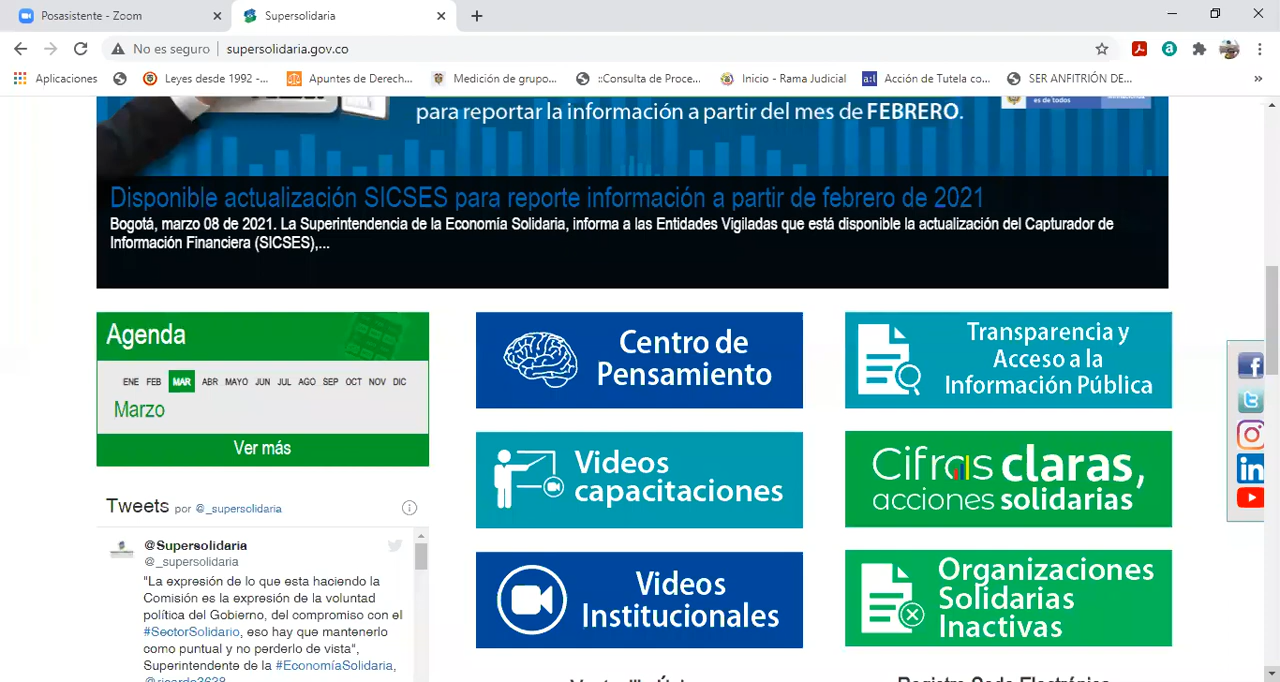 Posasistente - Zoom
Supersolidaria
No es seguro
supersolidaria.gov.co
Aplicaciones
Leyes desde 1992 -...
Apuntes de Derech...
Medición de grupo...
::Consulta de Proce...
Inicio - Rama Judicial
a:l
Acción de Tutela co...
SER ANFITRIÓN DE...
»
para reportar la información a partir del mes de FEBRERO.
es de todos
Disponible actualización SICSES para reporte información a partir de febrero de 2021
Bogotá, marzo 08 de 2021. La Superintendencia de la Economía Solidaria, informa a las Entidades Vigiladas que está disponible la actualización del Capturador de
Información Financiera (SICSES),...
Agenda
ENE FEB MAR ABR MAYO JUN JUL AGO SEP OCT NOV DIC
Marzo
Ver más
Tweets por @_supersolidaria
@Supersolidaria
@_supersolidaria
"La expresión de lo que esta haciendo la
Comisión es la expresión de la voluntad
política del Gobierno, del compromiso con el
#SectorSolidario, eso hay que mantenerlo
como puntual y no perderlo de vista",
Superintendente de la #EconomíaSolidaria,
Centro de
Pensamiento
Videos
capacitaciones
Videos
Institucionales
Transparencia y
Acceso a la
Información Pública
Cifras claras,
acciones solidarias
Organizaciones
Solidarias
Inactivas